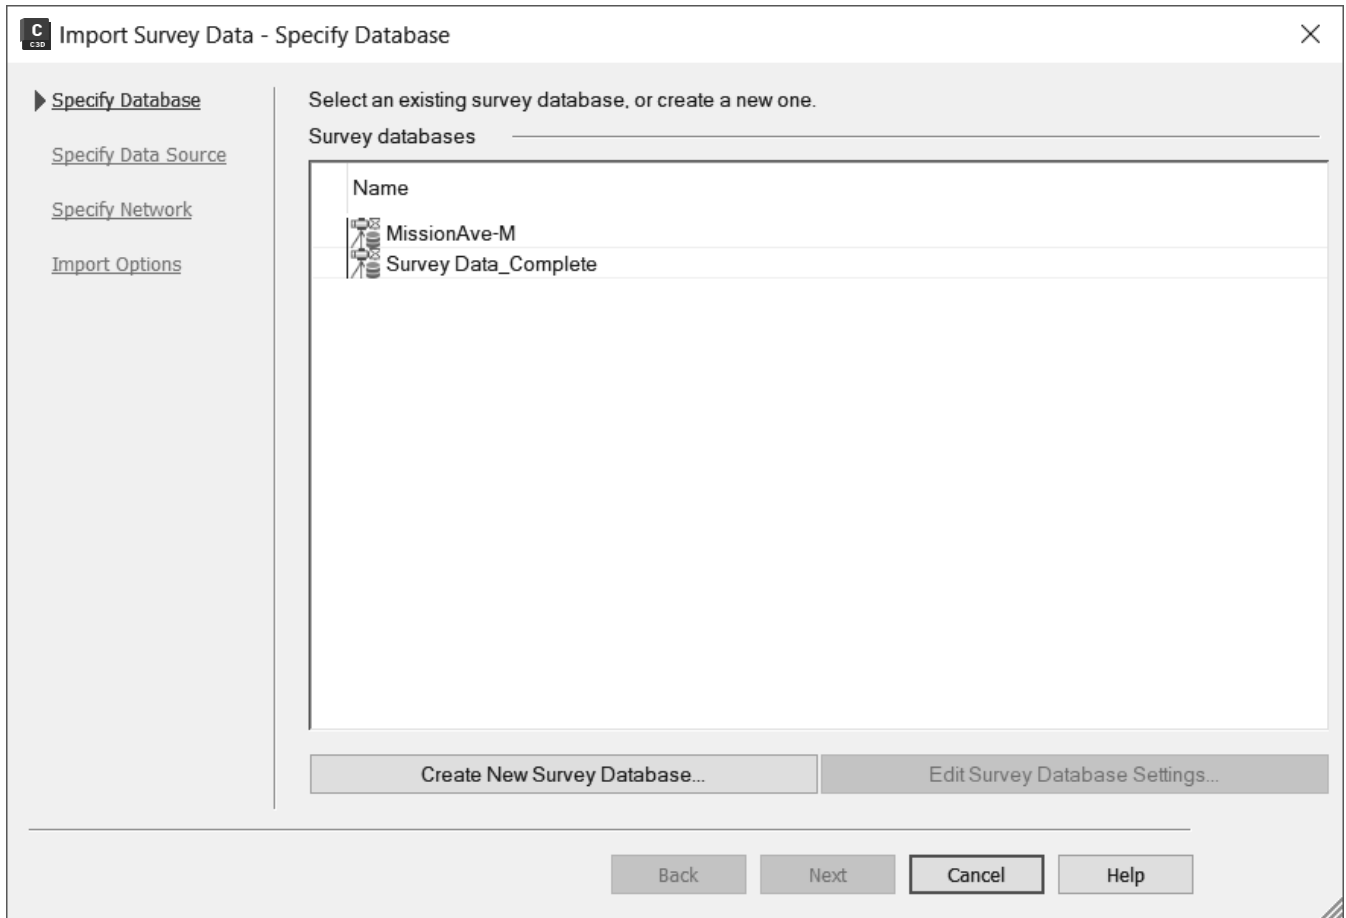 C
C3D
Import Survey Data - Specify Database
Specify Database
Specify Data Source
Specify Network
Import Options
Select an existing survey database, or create a new one.
Survey databases
Name
MissionAve-M
Survey Data_Complete
Create New Survey Database...
Edit Survey Database Settings...
Back
Next
Cancel
Help